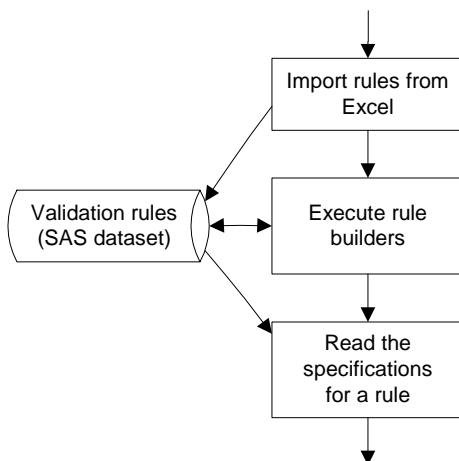 Import rules from
Excel
Validation rules
(SAS dataset)
Execute rule
builders
Read the
specifications
for a rule